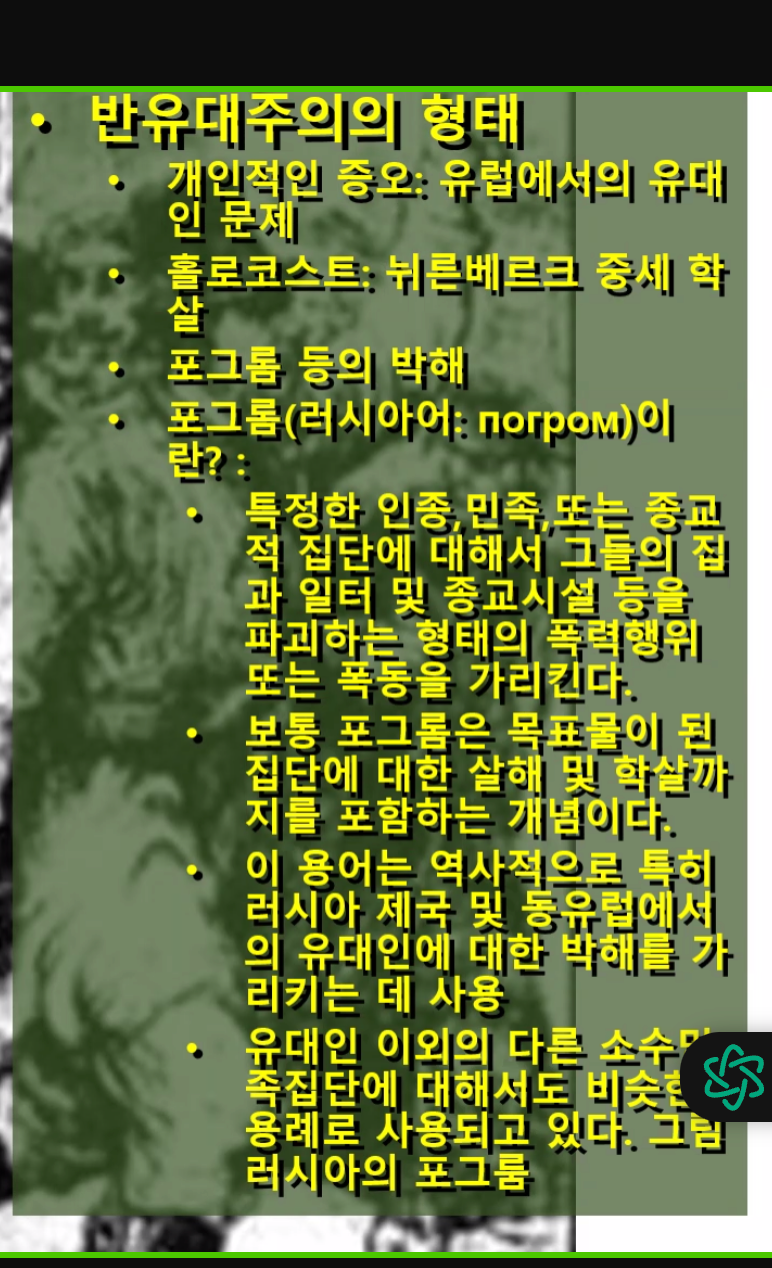 • 반유대주의의 형태
• 개인적인 증오: 유럽에서의 유대
인 문제
• 홀로코스트: 뉘른베르크 중세 학
살
• 포그롬 등의 박해
• 포그롬(러시아어: погром)이
란? :
• 특정한 인종,민족,또는 종교
적 집단에 대해서 그들의 집
과 일터 및 종교시설 등을
파괴하는 형태의 폭력행위
또는 폭동을 가리킨다.
• 보통 포그롬은 목표물이 된
집단에 대한 살해 및 학살까
지를 포함하는 개념이다.
• 이 용어는 역사적으로 특히
러시아 제국 및 동유럽에서
의 유대인에 대한 박해를 가
리키는 데 사용
• 유대인 이외의 다른
족집단에 대해서도
용례로 사용되고 있다. 그림
러시아의 포그룸